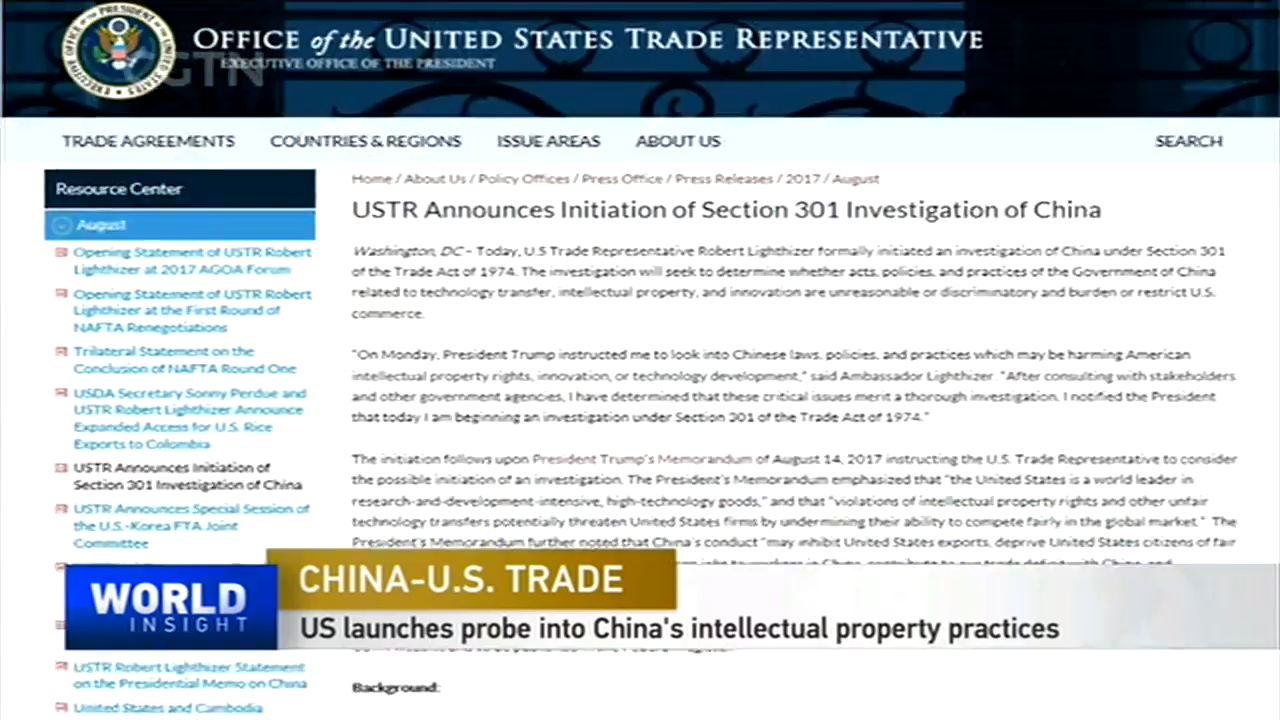 OFFICE of the UNITED STATES TRADE REPRESENTATIVE
EXECUTIVE OFFICE OF THE PRESIDENT
CGTN
TRADE AGREEMENTS COUNTRIES & REGIONS ISSUE AREAS ABOUT US SEARCH
Resource Center
August
Opening Statement of USTR Robert
Lighthizer at 2017 AGOA Forum
Opening Statement of USTR Robert
Lighthizer at the First Round of
NAFTA Renegotiations
Trilateral Statement on the
Conclusion of NAFTA Round One
USDA Secretary Sonny Perdue and
USTR Robert Lighthizer Announce
Expanded Access for U.S. Rice
Exports to Colombia
USTR Announces Initiation of
Section 301 Investigation of China
USTR Announces Special Session of
the U.S.-Korea FTA Joint
Committee
USTR Robert Lighthizer Statement
on the Presidential Memo on China
United States and Cambodia
Home / About Us / Policy Offices / Press Office / Press Releases / 2017 / August
USTR Announces Initiation of Section 301 Investigation of China
Washington, DC – Today, U.S Trade Representative Robert Lighthizer formally initiated an investigation of China under Section 301
of the Trade Act of 1974. The investigation will seek to determine whether acts, policies, and practices of the Government of China
related to technology transfer, intellectual property, and innovation are unreasonable or discriminatory and burden or restrict U.S.
commerce.
"On Monday, President Trump instructed me to look into Chinese laws, policies, and practices which may be harming American
intellectual property rights, innovation, or technology development," said Ambassador Lighthizer. "After consulting with stakeholders
and other government agencies, I have determined that these critical issues merit a thorough investigation. I notified the President
that today I am beginning an investigation under Section 301 of the Trade Act of 1974."
The initiation follows upon President Trump's Memorandum of August 14, 2017 instructing the U.S. Trade Representative to consider
the possible initiation of an investigation. The President's Memorandum emphasized that "the United States is a world leader in
research-and-development-intensive, high-technology goods," and that "violations of intellectual property rights and other unfair
technology transfers potentially threaten United States firms by undermining their ability to compete fairly in the global market." The
President's Memorandum further noted that China's conduct "may inhibit United States exports, deprive United States citizens of fair
Background:
WORLD
INSIGHT
CHINA-U.S. TRADE
US launches probe into China's intellectual property practices